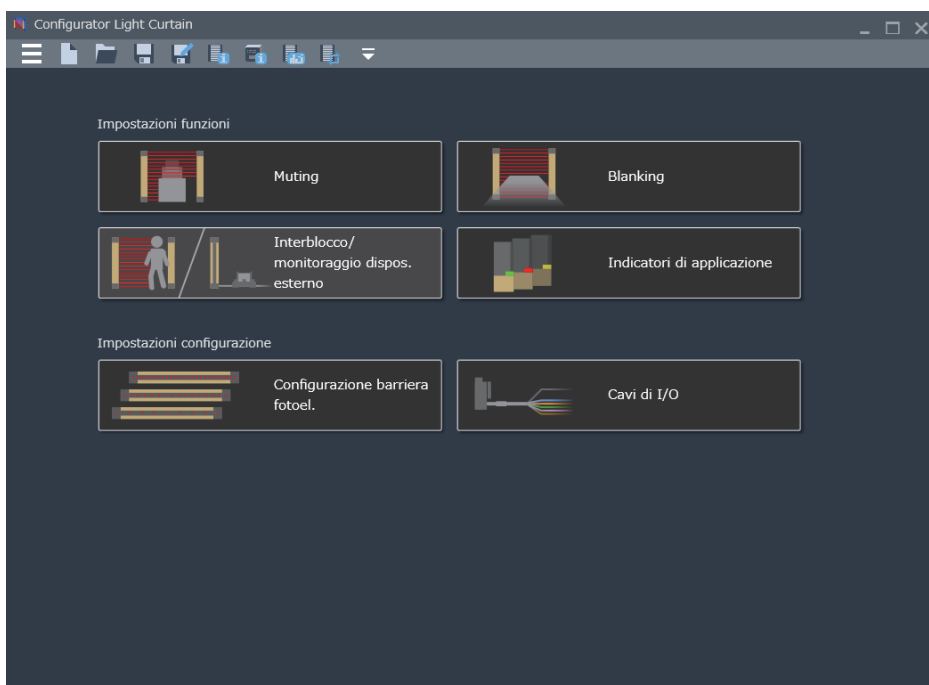 Configurator Light Curtain
Impostazioni funzioni
Muting
Blanking
Interblocco/
monitoraggio dispos.
esterno
Indicatori di applicazione
Impostazioni configurazione
Configurazione barriera
fotoel.
Cavi di I/O